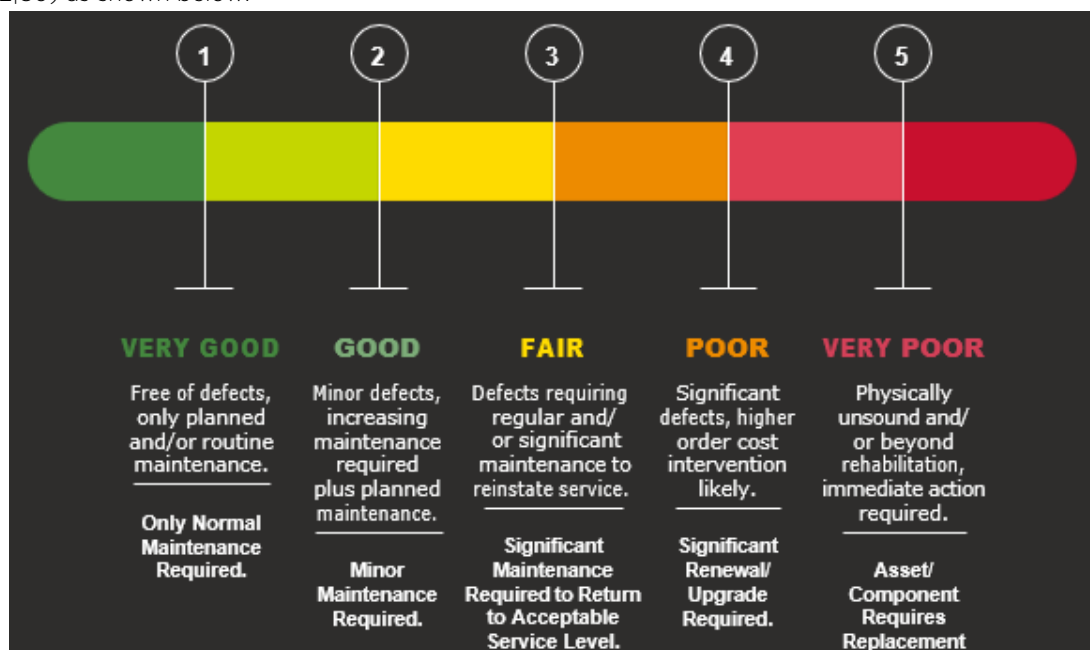 as shown below.
1
2
3
4
5
VERY GOOD
Free of defects,
only planned
and/or routine
maintenance.
Only Normal
Maintenance
Required.
GOOD
Minor defects,
increasing
maintenance
required
plus planned
maintenance.
Minor
Maintenance
Required.
FAIR
Defects requiring
regular and/
or significant
maintenance to
reinstate service.
Significant
Maintenance
Required to Return
to Acceptable
Service Level.
POOR
Significant
defects, higher
order cost
intervention
likely.
Significant
Renewal/
Upgrade
Required.
VERY POOR
Physically
unsound and/
or beyond
rehabilitation,
immediate action
required.
Asset/
Component
Requires
Replacement